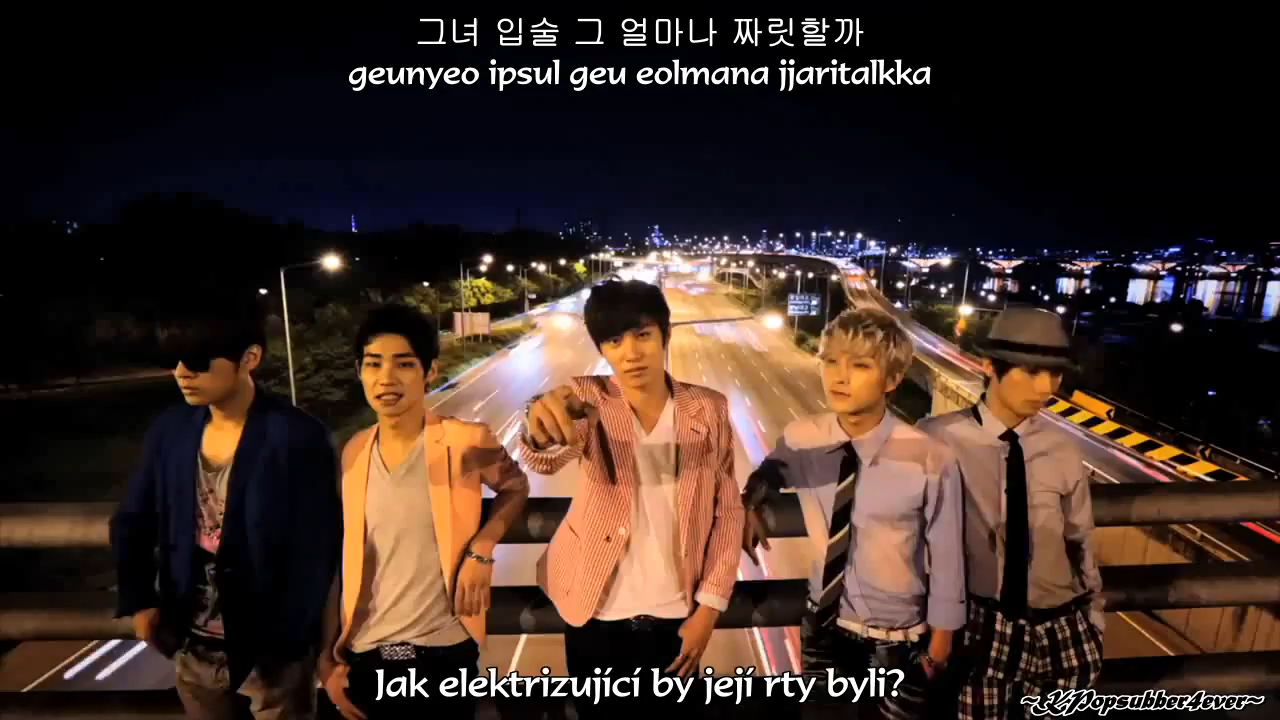 그녀 입술 그 얼마나 짜릿할까
geunyeo ipsul geu eolmana jjaritalkka
Jak elektrizující by její rty byli?
~KPopsubber4ever~